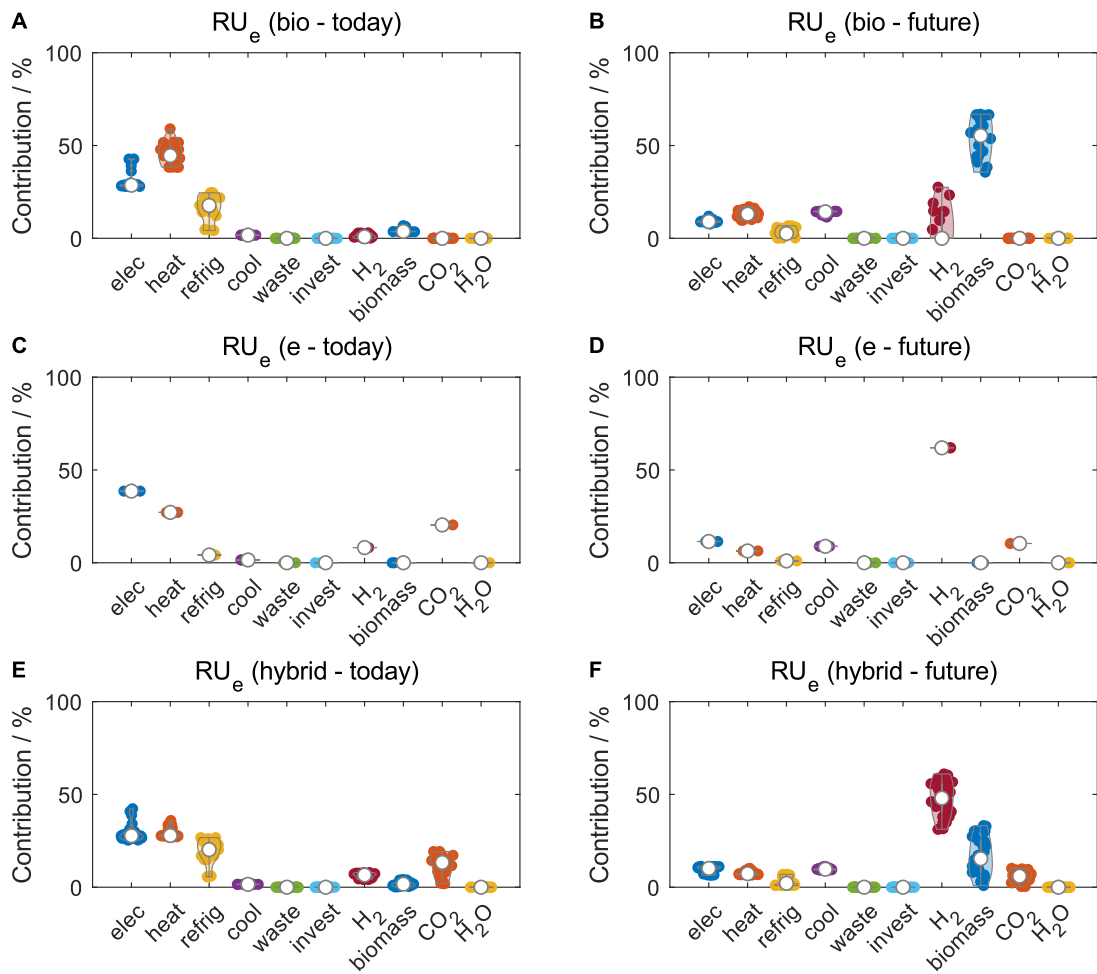 A
RUe (bio - today)
Contribution / %
100
50
0
elec
heat
refrig
cool
waste
invest
H2
biomass
CO2
H2O
B
RUe (bio - future)
Contribution / %
100
50
0
elec
heat
refrig
cool
waste
invest
H2
biomass
CO2
H2O
C
RUe (e - today)
Contribution / %
100
50
0
elec
heat
refrig
cool
waste
invest
H2
biomass
CO2
H2O
D
RUe (e - future)
Contribution / %
100
50
0
elec
heat
refrig
cool
waste
invest
H2
biomass
CO2
H2O
E
RUe (hybrid - today)
Contribution / %
100
50
0
elec
heat
refrig
cool
waste
invest
H2
biomass
CO2
H2O
F
RUe (hybrid - future)
Contribution / %
100
50
0
elec
heat
refrig
cool
waste
invest
H2
biomass
CO2
H2O